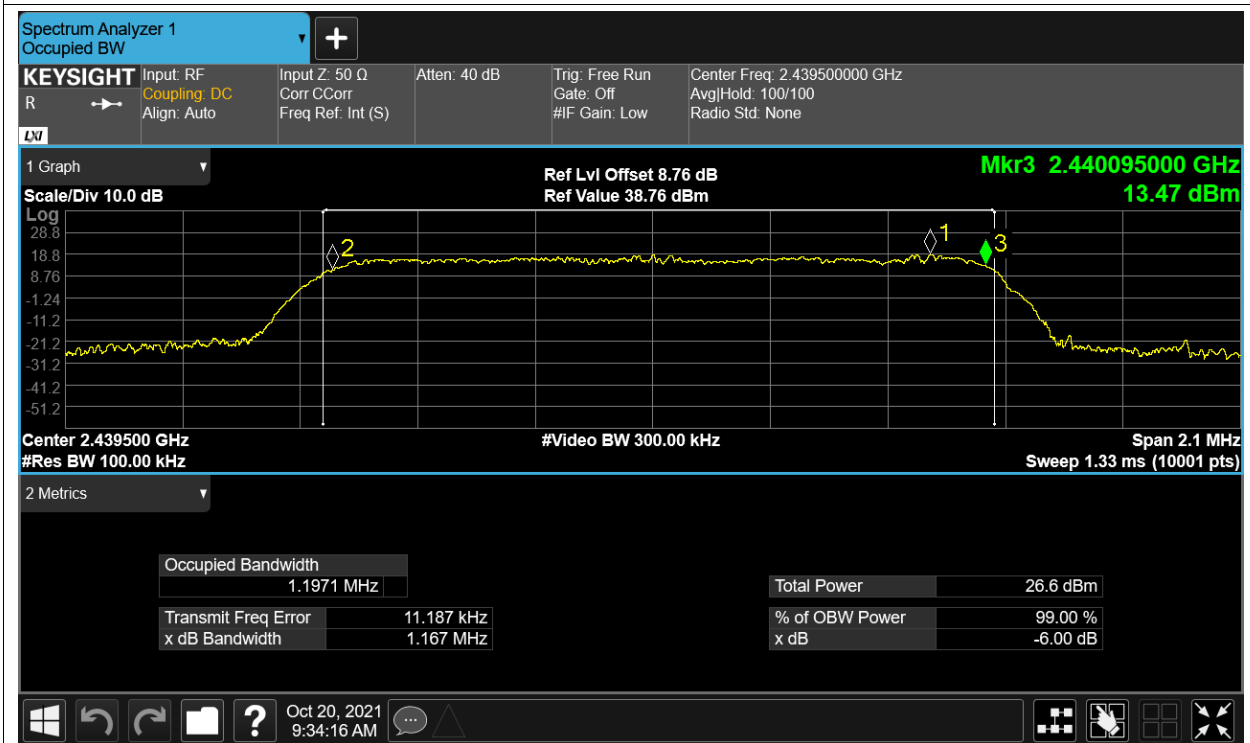 Spectrum Analyzer 1
Occupied BW
▼
+
KEYSIGHT
R
LXI
Input: RF
Coupling: DC
Align: Auto
Input Z: 50 Ω
Corr CCorr
Freq Ref: Int (S)
Atten: 40 dB
Trig: Free Run
Gate: Off
#IF Gain: Low
Center Freq: 2.439500000 GHz
Avg|Hold: 100/100
Radio Std: None
1 Graph
Scale/Div 10.0 dB
Ref Lvl Offset 8.76 dB
Ref Value 38.76 dBm
Mkr3 2.440095000 GHz
13.47 dBm
Log
28.8
18.8
8.76
-1.24
-11.2
-21.2
-31.2
-41.2
-51.2
2
1
3
Center 2.439500 GHz
#Res BW 100.00 kHz
#Video BW 300.00 kHz
Span 2.1 MHz
Sweep 1.33 ms (10001 pts)
2 Metrics
Occupied Bandwidth
1.1971 MHz
Transmit Freq Error 11.187 kHz
x dB Bandwidth 1.167 MHz
Total Power 26.6 dBm
% of OBW Power 99.00 %
x dB -6.00 dB
?
Oct 20, 2021
9:34:16 AM